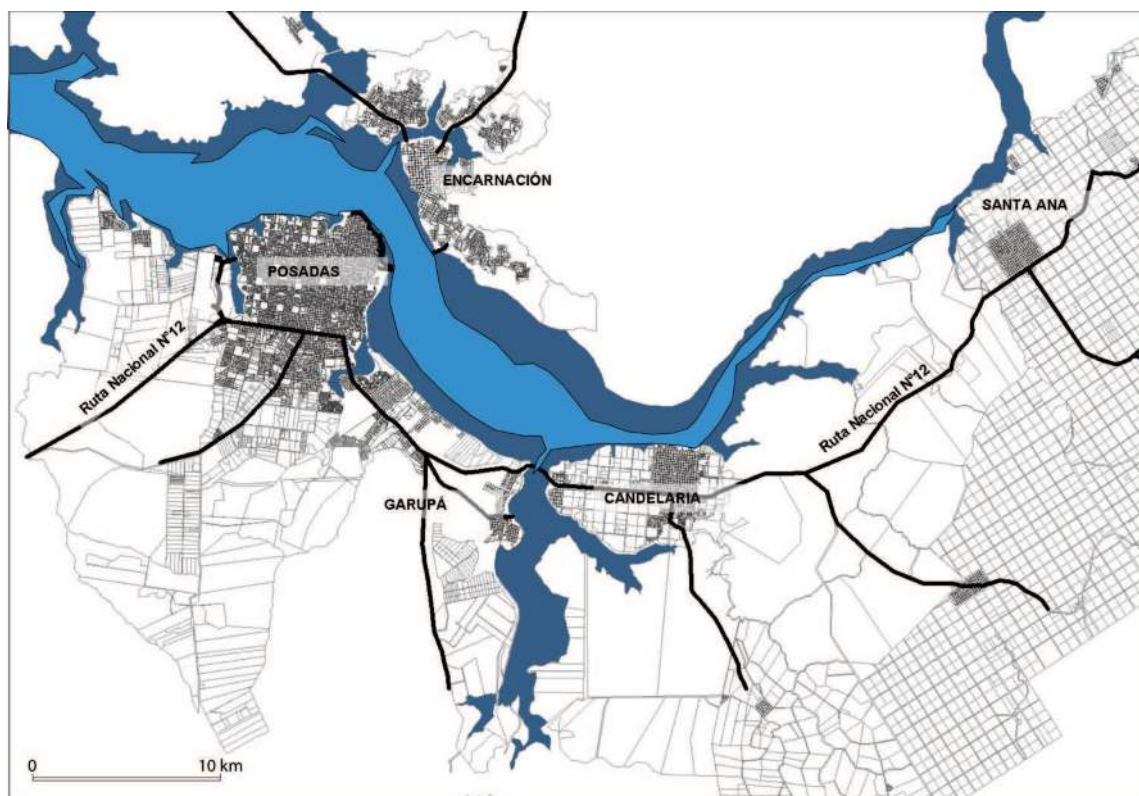 ENCARNACIÓN
SANTA ANA
POSADAS
Ruta Nacional N°12
Ruta Nacional N°12
GARUPÁ
CANDELARIA
0 10 km